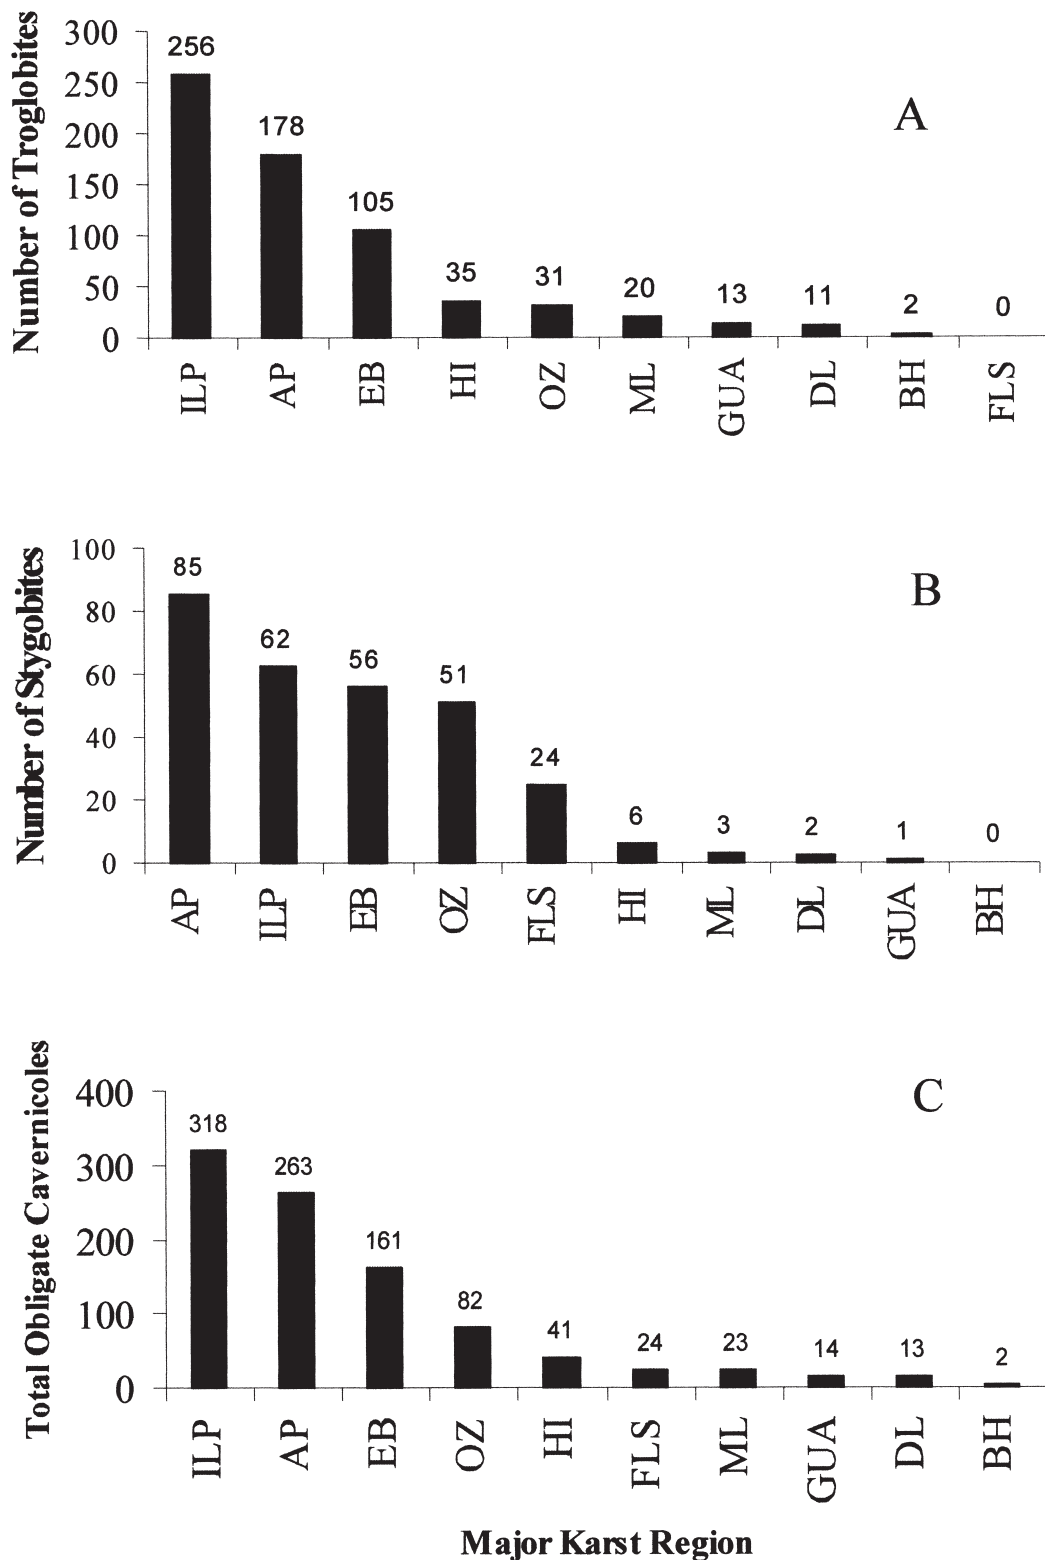 Number of Troglobites
300
250
200
150
100
50
0
256
178
105
35
31
20
13
11
2
0
A
ILP
AP
EB
HI
OZ
ML
GUA
DL
BH
FLS
Number of Stygobites
100
80
60
40
20
0
85
62
56
51
24
6
3
2
1
0
B
AP
ILP
EB
OZ
FLS
HI
ML
DL
GUA
BH
Total Obligate Cavernicoles
400
300
200
100
0
318
263
161
82
41
24
23
14
13
2
C
ILP
AP
EB
OZ
HI
FLS
ML
GUA
DL
BH
Major Karst Region